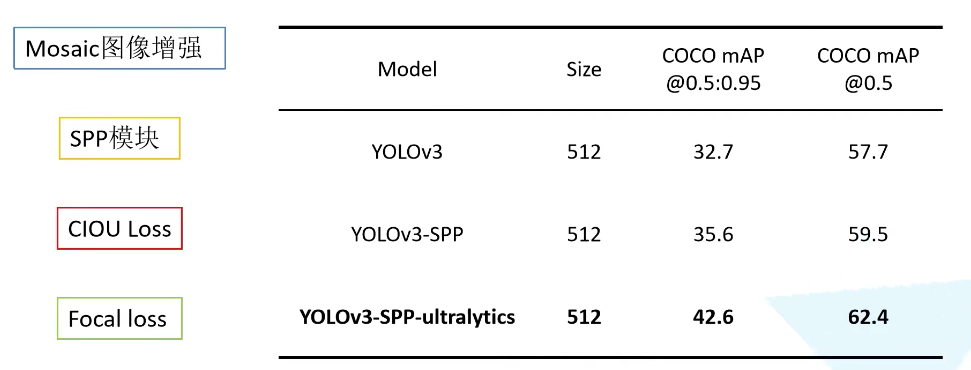 Mosaic图像增强
SPP模块
CIOU Loss
Focal loss
Model Size COCO mAP @0.5:0.95 COCO mAP @0.5
YOLOv3 512 32.7 57.7
YOLOv3-SPP 512 35.6 59.5
YOLOv3-SPP-ultralytics 512 42.6 62.4